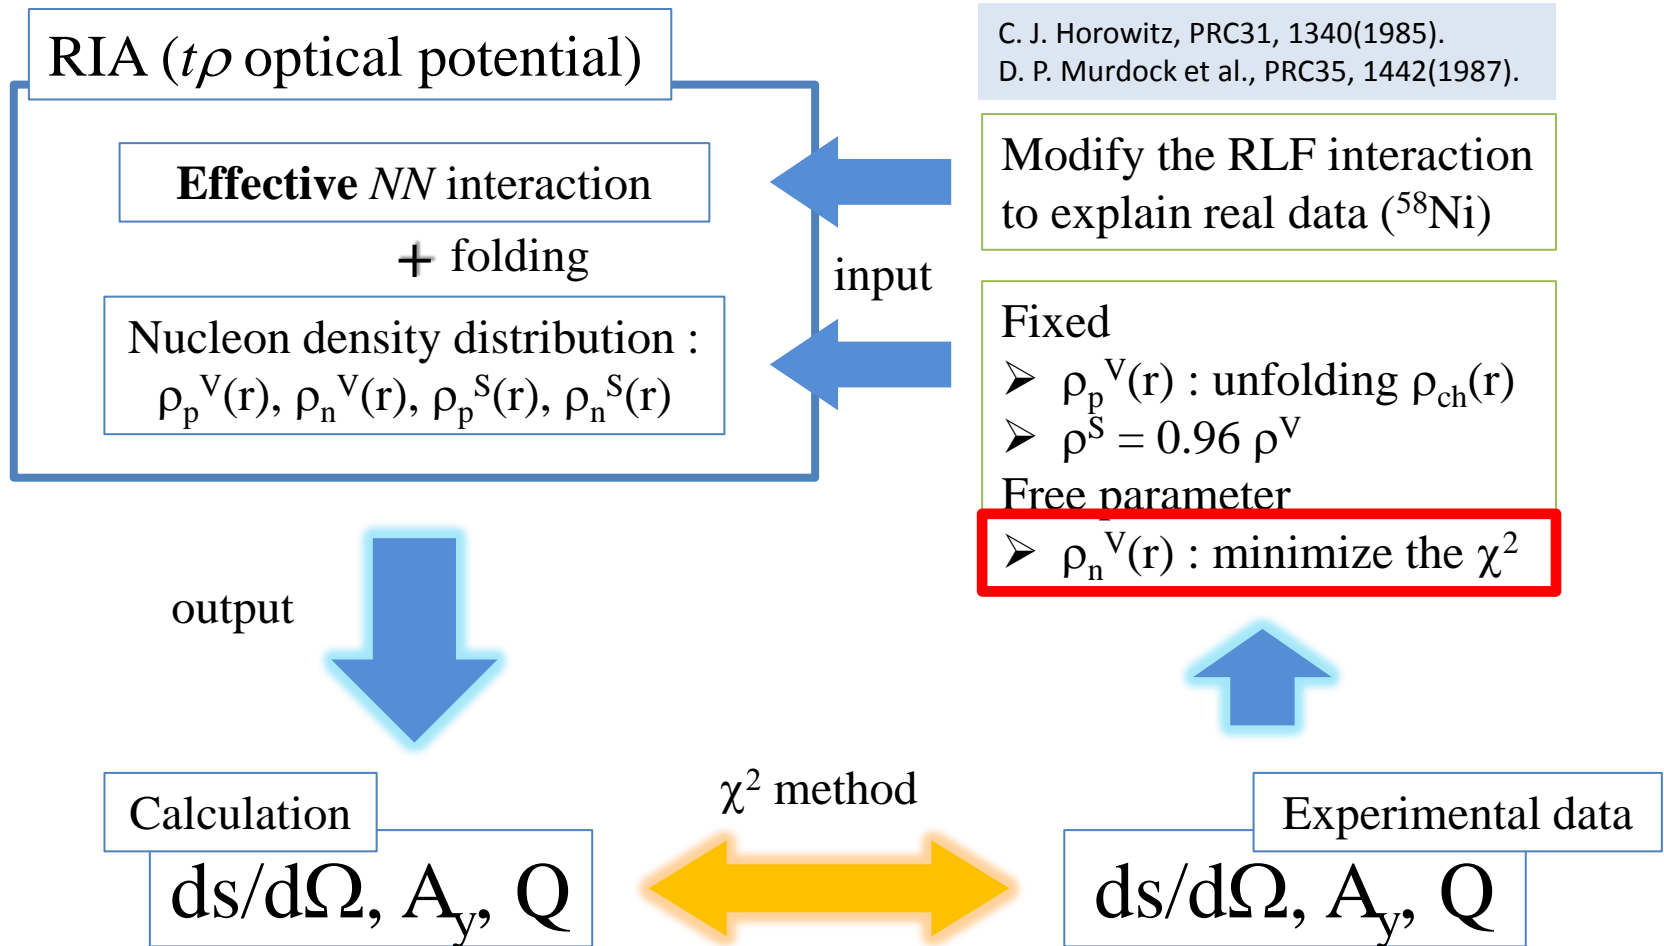 RIA (tρ optical potential)
Effective NN interaction
+ folding
Nucleon density distribution :
ρₚⱽ(r), ρₙⱽ(r), ρₚˢ(r), ρₙˢ(r)
input
C. J. Horowitz, PRC31, 1340(1985).
D. P. Murdock et al., PRC35, 1442(1987).
Modify the RLF interaction
to explain real data (⁵⁸Ni)
Fixed
➢ ρₚⱽ(r) : unfolding ρ_ch(r)
➢ ρˢ = 0.96 ρⱽ
Free parameter
➢ ρₙⱽ(r) : minimize the χ²
output
Calculation
ds/dΩ, A_y, Q
χ² method
Experimental data
ds/dΩ, A_y, Q